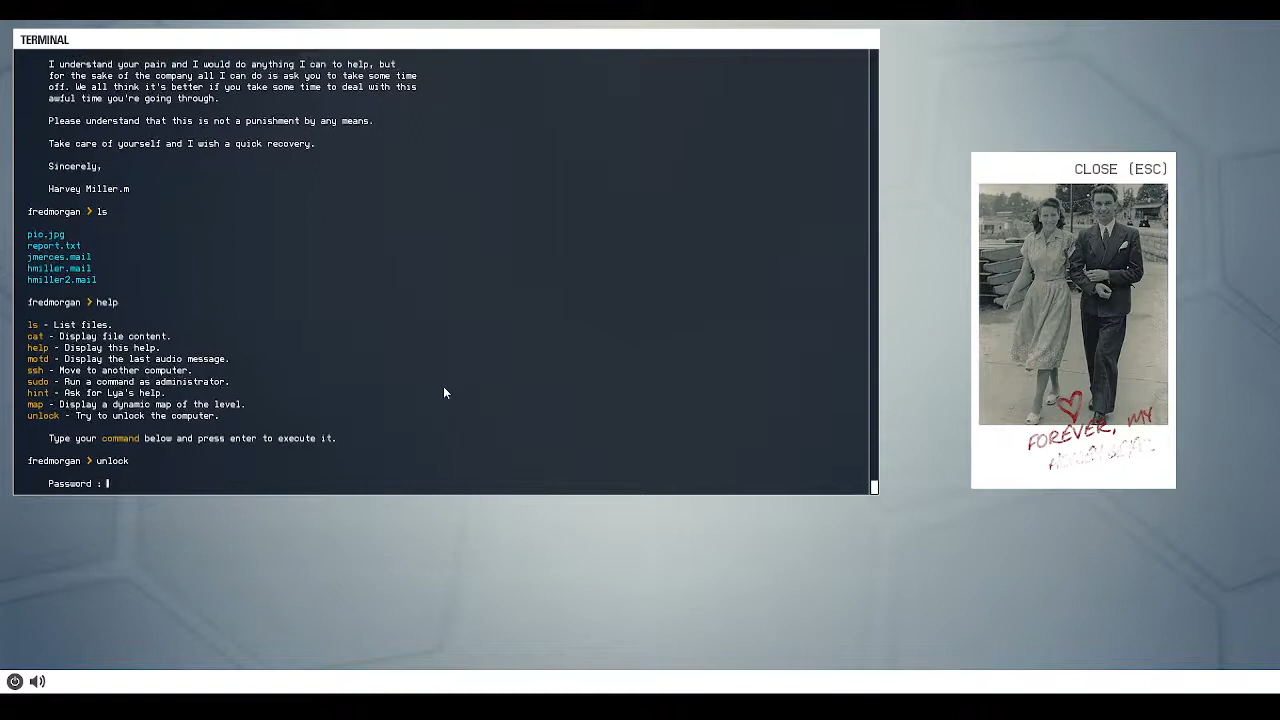 TERMINAL
I understand your pain and I would do anything I can to help, but
for the sake of the company all I can do is ask you to take some time
off. We all think it's better if you take some time to deal with this
awful time you're going through.
Please understand that this is not a punishment by any means.
Take care of yourself and I wish a quick recovery.
Sincerely,
Harvey Miller.m
fredmorgan > ls
pic.jpg
report.txt
jmerces.mail
hmiller.mail
hmiller2.mail
fredmorgan > help
ls - List files.
cat - Display file content.
help - Display this help.
motd - Display the last audio message.
ssh - Move to another computer.
sudo - Run a command as administrator.
hint - Ask for Lya's help.
map - Display a dynamic map of the level.
unlock - Try to unlock the computer.
Type your command below and press enter to execute it.
fredmorgan > unlock
Password :
CLOSE (ESC)
FOREVER, MY